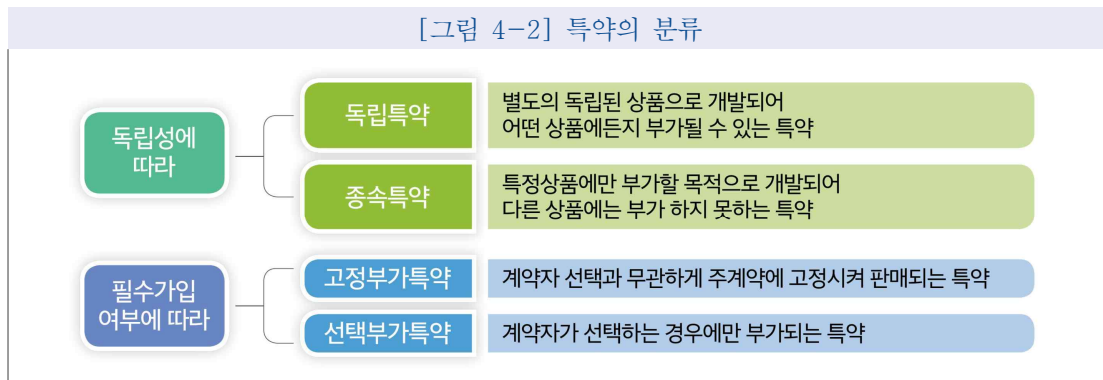 [그림 4-2] 특약의 분류
독립성에
따라
독립특약
별도의 독립된 상품으로 개발되어
어떤 상품에든지 부가될 수 있는 특약
종속특약
특정상품에만 부가할 목적으로 개발되어
다른 상품에는 부가 하지 못하는 특약
필수가입
여부에 따라
고정부가특약
계약자 선택과 무관하게 주계약에 고정시켜 판매되는 특약
선택부가특약
계약자가 선택하는 경우에만 부가되는 특약